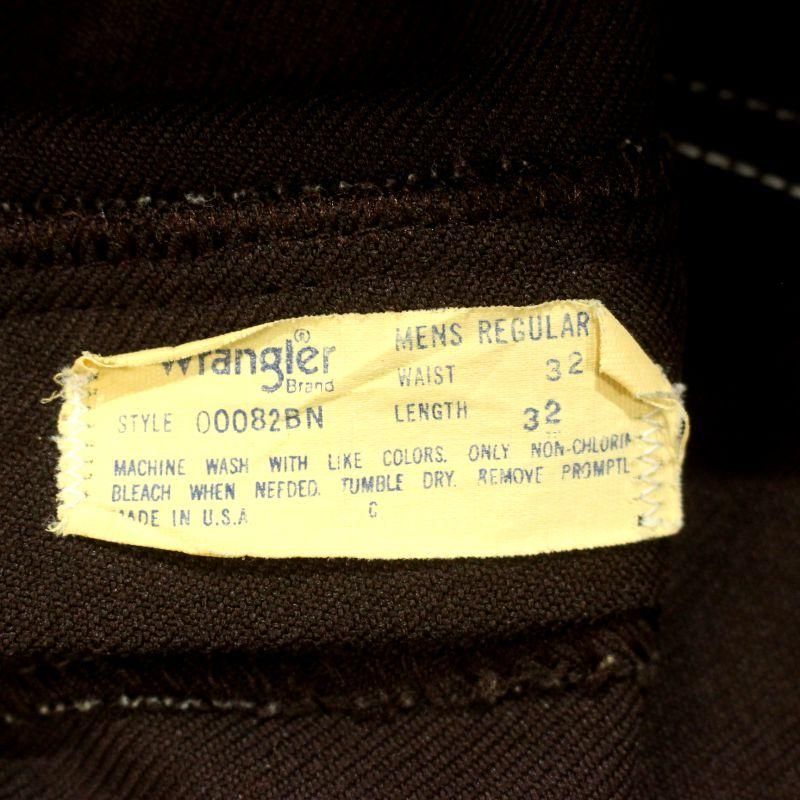 Wrangler® MENS REGULAR
Brand WAIST 32
STYLE 00082BN LENGTH 32
MACHINE WASH WITH LIKE COLORS. ONLY NON-CHLORIN
BLEACH WHEN NEEDED. TUMBLE DRY. REMOVE PROMPTL
MADE IN U.S.A C